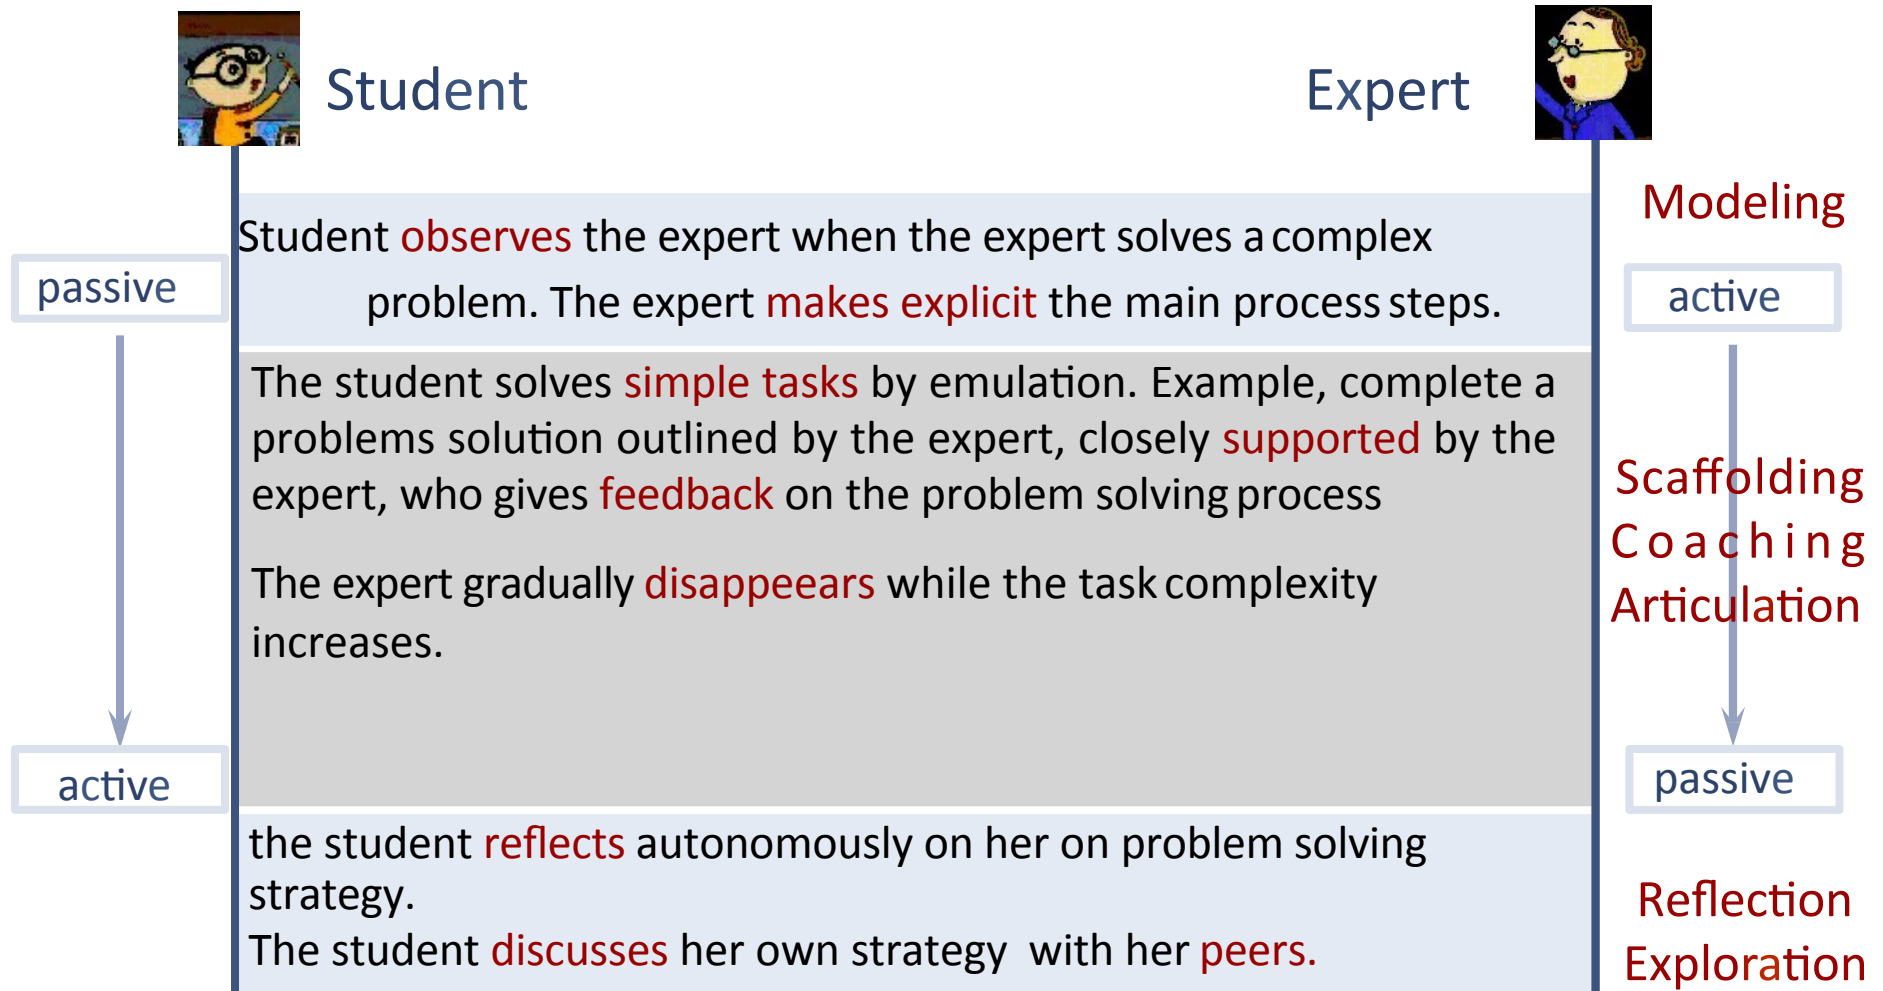 Student
Expert
Modeling
Student observes the expert when the expert solves a complex
passive
active
problem. The expert makes explicit the main process steps.
The student solves simple tasks by emulation. Example, complete a
problems solution outlined by the expert, closely supported by the
expert, who gives feedback on the problem solving process
Scaffolding
Coaching
Articulation
The expert gradually disappeears while the task complexity
increases.
active
passive
the student reflects autonomously on her on problem solving
strategy.
The student discusses her own strategy with her peers.
Reflection
Exploration